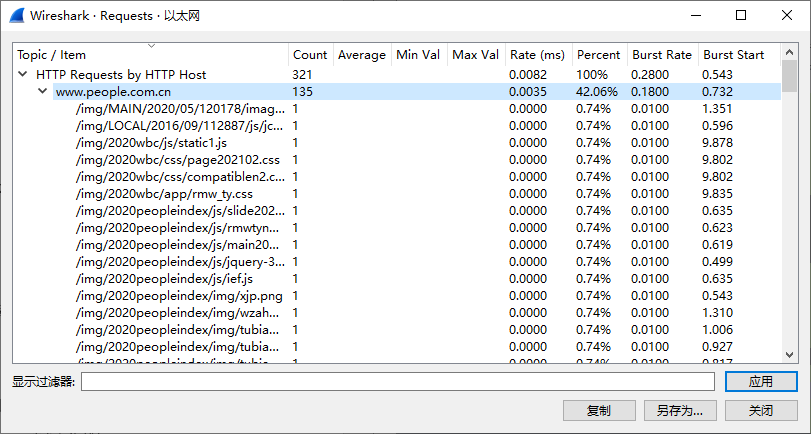 Wireshark · Requests · 以太网
Topic / Item Count Average Min Val Max Val Rate (ms) Percent Burst Rate Burst Start
HTTP Requests by HTTP Host 321 0.0082 100% 0.2800 0.543
www.people.com.cn 135 0.0035 42.06% 0.1800 0.732
/img/MAIN/2020/05/120178/imag... 1 0.0000 0.74% 0.0100 1.351
/img/LOCAL/2016/09/112887/js/jc... 1 0.0000 0.74% 0.0100 0.596
/img/2020wbc/js/static1.js 1 0.0000 0.74% 0.0100 9.878
/img/2020wbc/css/page202102.css 1 0.0000 0.74% 0.0100 9.802
/img/2020wbc/css/compatiblen2.c... 1 0.0000 0.74% 0.0100 9.802
/img/2020wbc/app/rmw_ty.css 1 0.0000 0.74% 0.0100 9.835
/img/2020peopleindex/js/slide202... 1 0.0000 0.74% 0.0100 0.635
/img/2020peopleindex/js/rmwtyn... 1 0.0000 0.74% 0.0100 0.623
/img/2020peopleindex/js/main20... 1 0.0000 0.74% 0.0100 0.619
/img/2020peopleindex/js/jquery-3... 1 0.0000 0.74% 0.0100 0.499
/img/2020peopleindex/js/ief.js 1 0.0000 0.74% 0.0100 0.635
/img/2020peopleindex/img/xjp.png 1 0.0000 0.74% 0.0100 0.543
/img/2020peopleindex/img/wzah... 1 0.0000 0.74% 0.0100 1.310
/img/2020peopleindex/img/tubia... 1 0.0000 0.74% 0.0100 1.006
/img/2020peopleindex/img/tubia... 1 0.0000 0.74% 0.0100 0.927
/img/2020peopleindex/img/tubia... 1 0.0000 0.74% 0.0100 0.817
显示过滤器:
应用
复制 另存为... 关闭